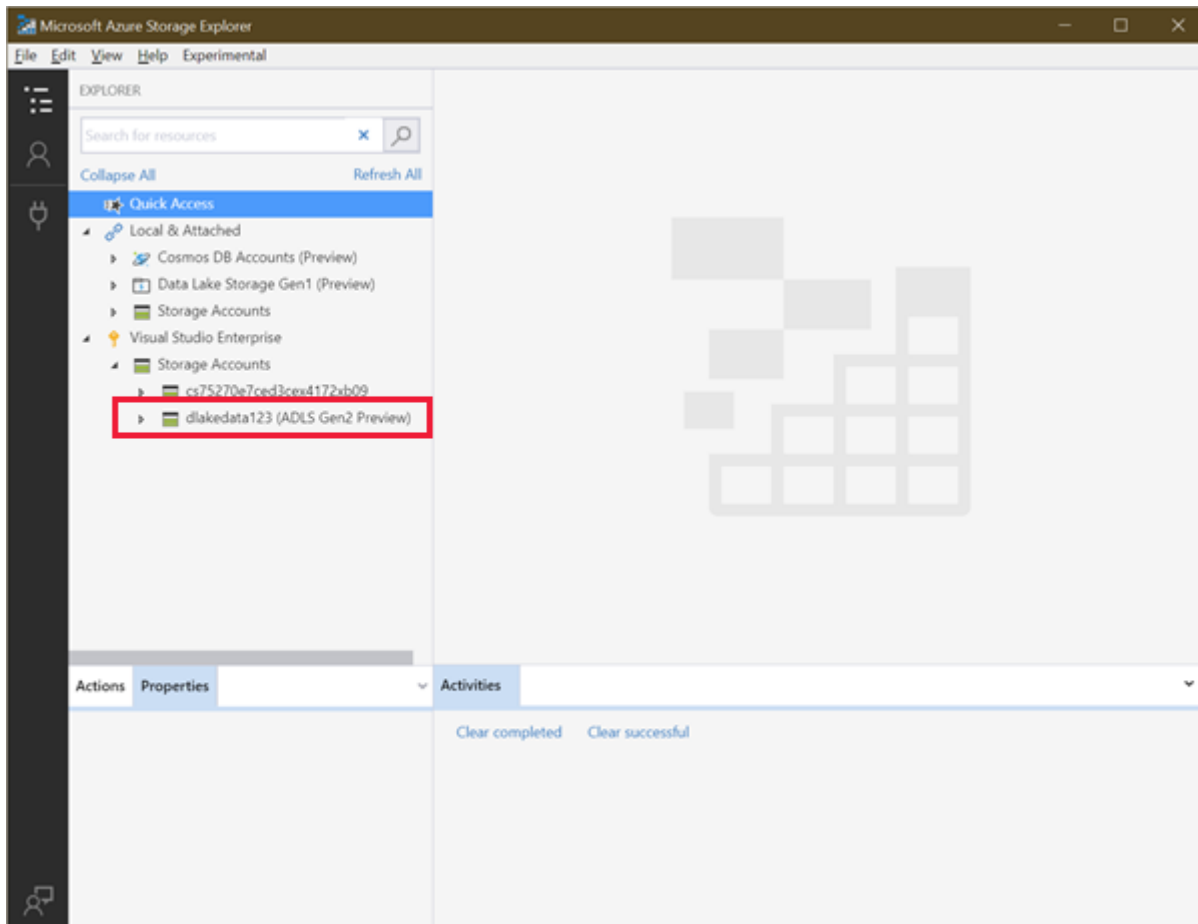 Microsoft Azure Storage Explorer
File Edit View Help Experimental
EXPLORER
Search for resources
Collapse All Refresh All
Quick Access
Local & Attached
Cosmos DB Accounts (Preview)
Data Lake Storage Gen1 (Preview)
Storage Accounts
Visual Studio Enterprise
Storage Accounts
cs75270e7ced3cex4172xb09
dlakedata123 (ADLS Gen2 Preview)
Actions Properties
Activities
Clear completed Clear successful